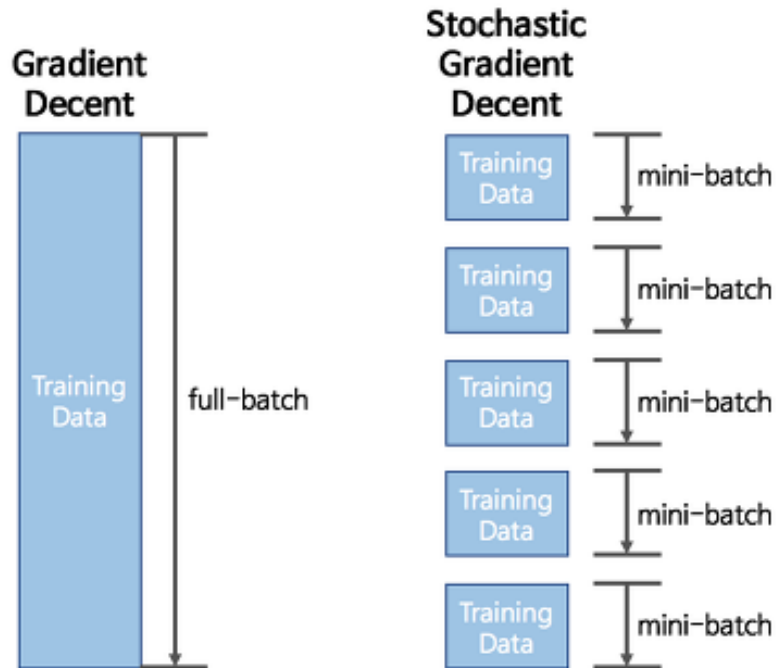 Gradient
Decent
Training
Data
full-batch
Stochastic
Gradient
Decent
Training
Data
mini-batch
Training
Data
mini-batch
Training
Data
mini-batch
Training
Data
mini-batch
Training
Data
mini-batch